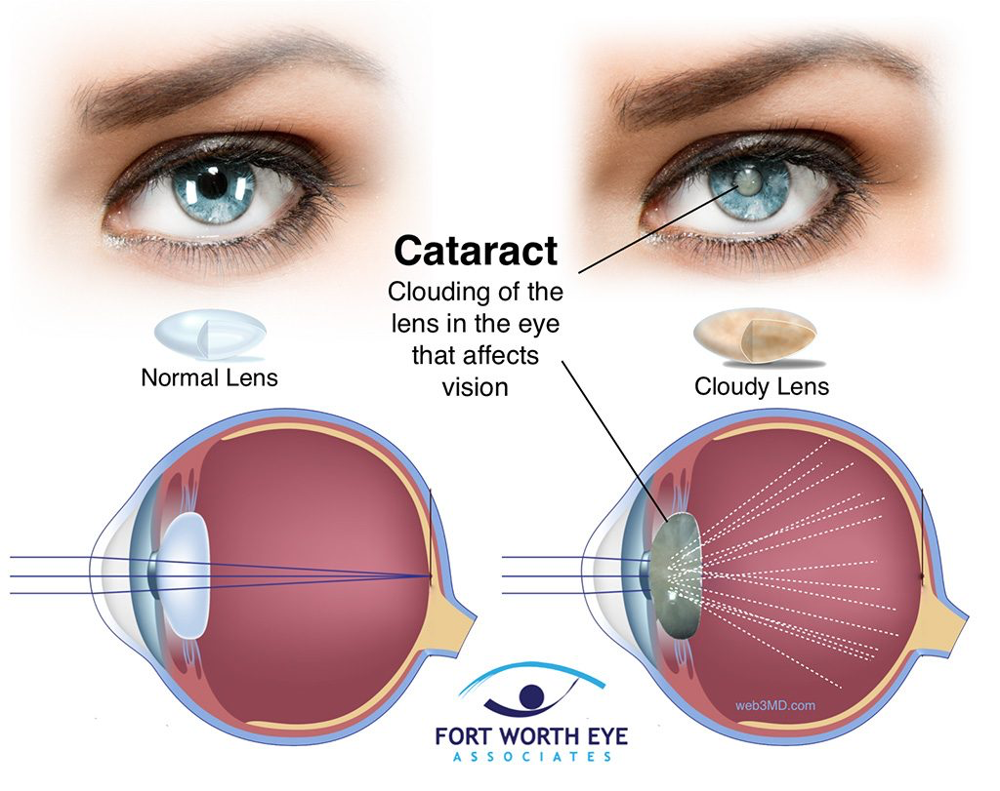 Cataract
Clouding of the
lens in the eye
that affects
vision
Normal Lens
Cloudy Lens
web3MD.com
FORT WORTH EYE
ASSOCIATES